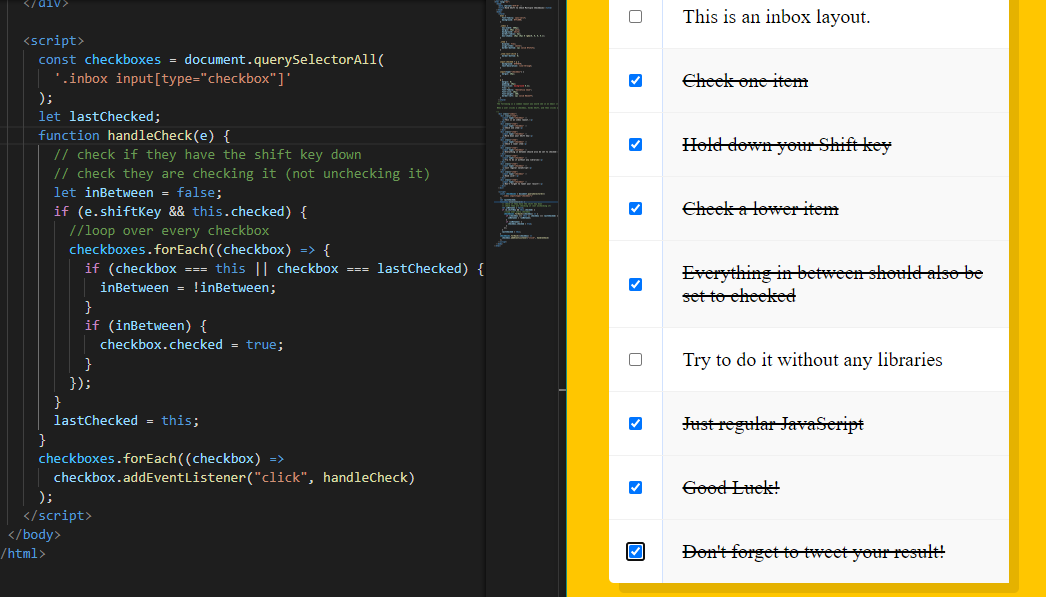 </div>
<script>
const checkboxes = document.querySelectorAll(
'.inbox input[type="checkbox"]'
);
let lastChecked;
function handleCheck(e) {
// check if they have the shift key down
// check they are checking it (not unchecking it)
let inBetween = false;
if (e.shiftKey && this.checked) {
//loop over every checkbox
checkboxes.forEach((checkbox) => {
if (checkbox === this || checkbox === lastChecked) {
inBetween = !inBetween;
}
if (inBetween) {
checkbox.checked = true;
}
});
}
lastChecked = this;
}
checkboxes.forEach((checkbox) =>
checkbox.addEventListener("click", handleCheck)
);
</script>
</body>
/html>
This is an inbox layout.
Check one item
Hold down your Shift key
Check a lower item
Everything in between should also be
set to checked
Try to do it without any libraries
Just regular JavaScript
Good Luck!
Don't forget to tweet your result!